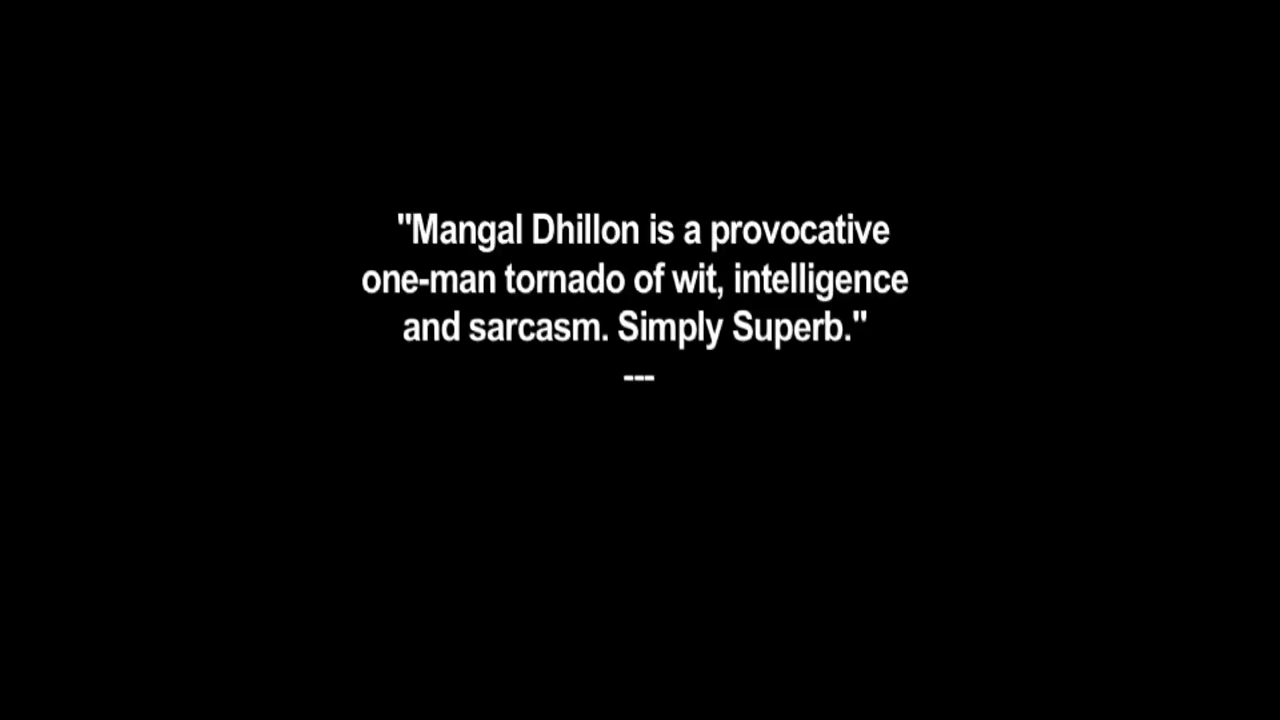 "Mangal Dhillon is a provocative
one-man tornado of wit, intelligence
and sarcasm. Simply Superb."
---